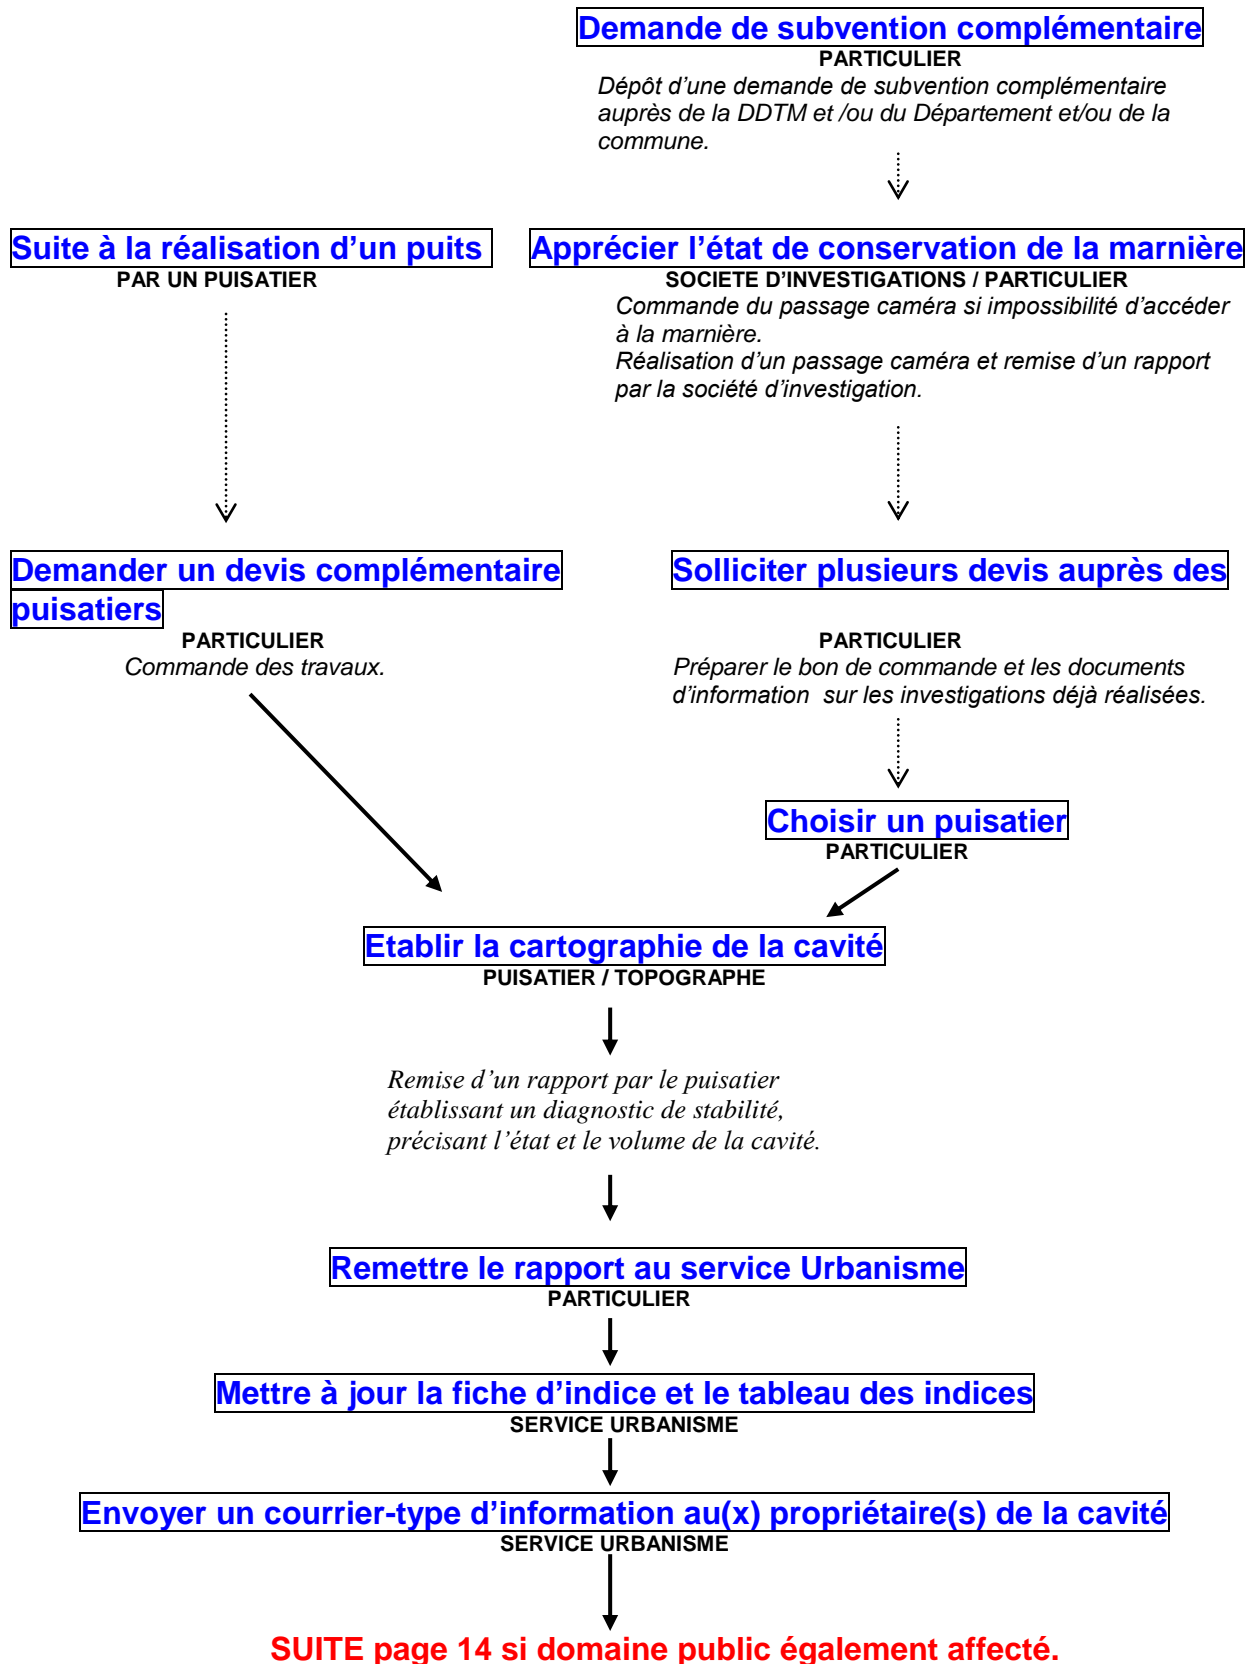 Demande de subvention complémentaire
PARTICULIER
Dépôt d’une demande de subvention complémentaire
auprès de la DDTM et /ou du Département et/ou de la
commune.
Suite à la réalisation d’un puits
PAR UN PUISATIER
Apprécier l’état de conservation de la marnière
SOCIETE D’INVESTIGATIONS / PARTICULIER
Commande du passage caméra si impossibilité d’accéder
à la marnière.
Réalisation d’un passage caméra et remise d’un rapport
par la société d’investigation.
Demander un devis complémentaire
puisatiers
PARTICULIER
Commande des travaux.
Solliciter plusieurs devis auprès des
PARTICULIER
Préparer le bon de commande et les documents
d’information  sur les investigations déjà réalisées.
Choisir un puisatier
PARTICULIER
Etablir la cartographie de la cavité
PUISATIER / TOPOGRAPHE
Remise d’un rapport par le puisatier
établissant un diagnostic de stabilité,
précisant l’état et le volume de la cavité.
Remettre le rapport au service Urbanisme
PARTICULIER
Mettre à jour la fiche d’indice et le tableau des indices
SERVICE URBANISME
Envoyer un courrier-type d’information au(x) propriétaire(s) de la cavité
SERVICE URBANISME
SUITE page 14 si domaine public également affecté.